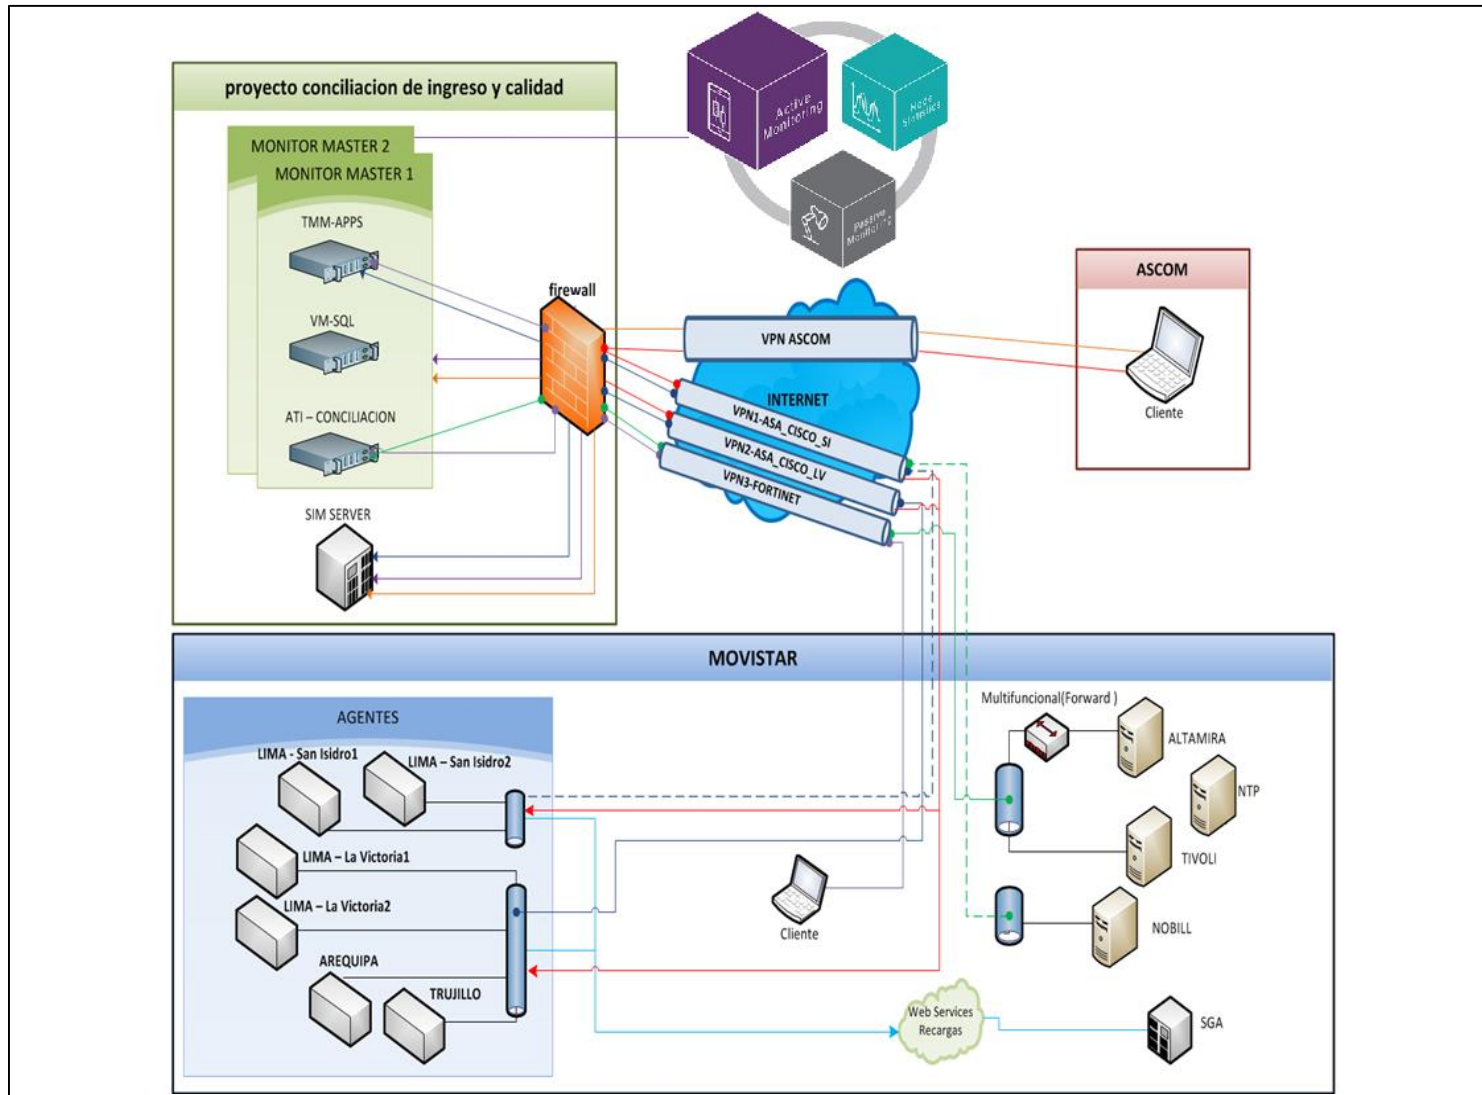 Active
Monitoring
Node
Statistics
Passive
Monitoring
proyecto conciliacion de ingreso y calidad
MONITOR MASTER 2
MONITOR MASTER 1
TMM-APPS
VM-SQL
ATI – CONCILIACION
SIM SERVER
firewall
VPN ASCOM
INTERNET
VPN1-ASA_CISCO_SI
VPN2-ASA_CISCO_LV
VPN3-FORTINET
ASCOM
Cliente
MOVISTAR
AGENTES
LIMA - San Isidro1
LIMA – San Isidro2
LIMA – La Victoria1
LIMA – La Victoria2
AREQUIPA
TRUJILLO
Cliente
Multifuncional(Forward )
ALTAMIRA
NTP
TIVOLI
NOBILL
Web Services
Recargas
SGA